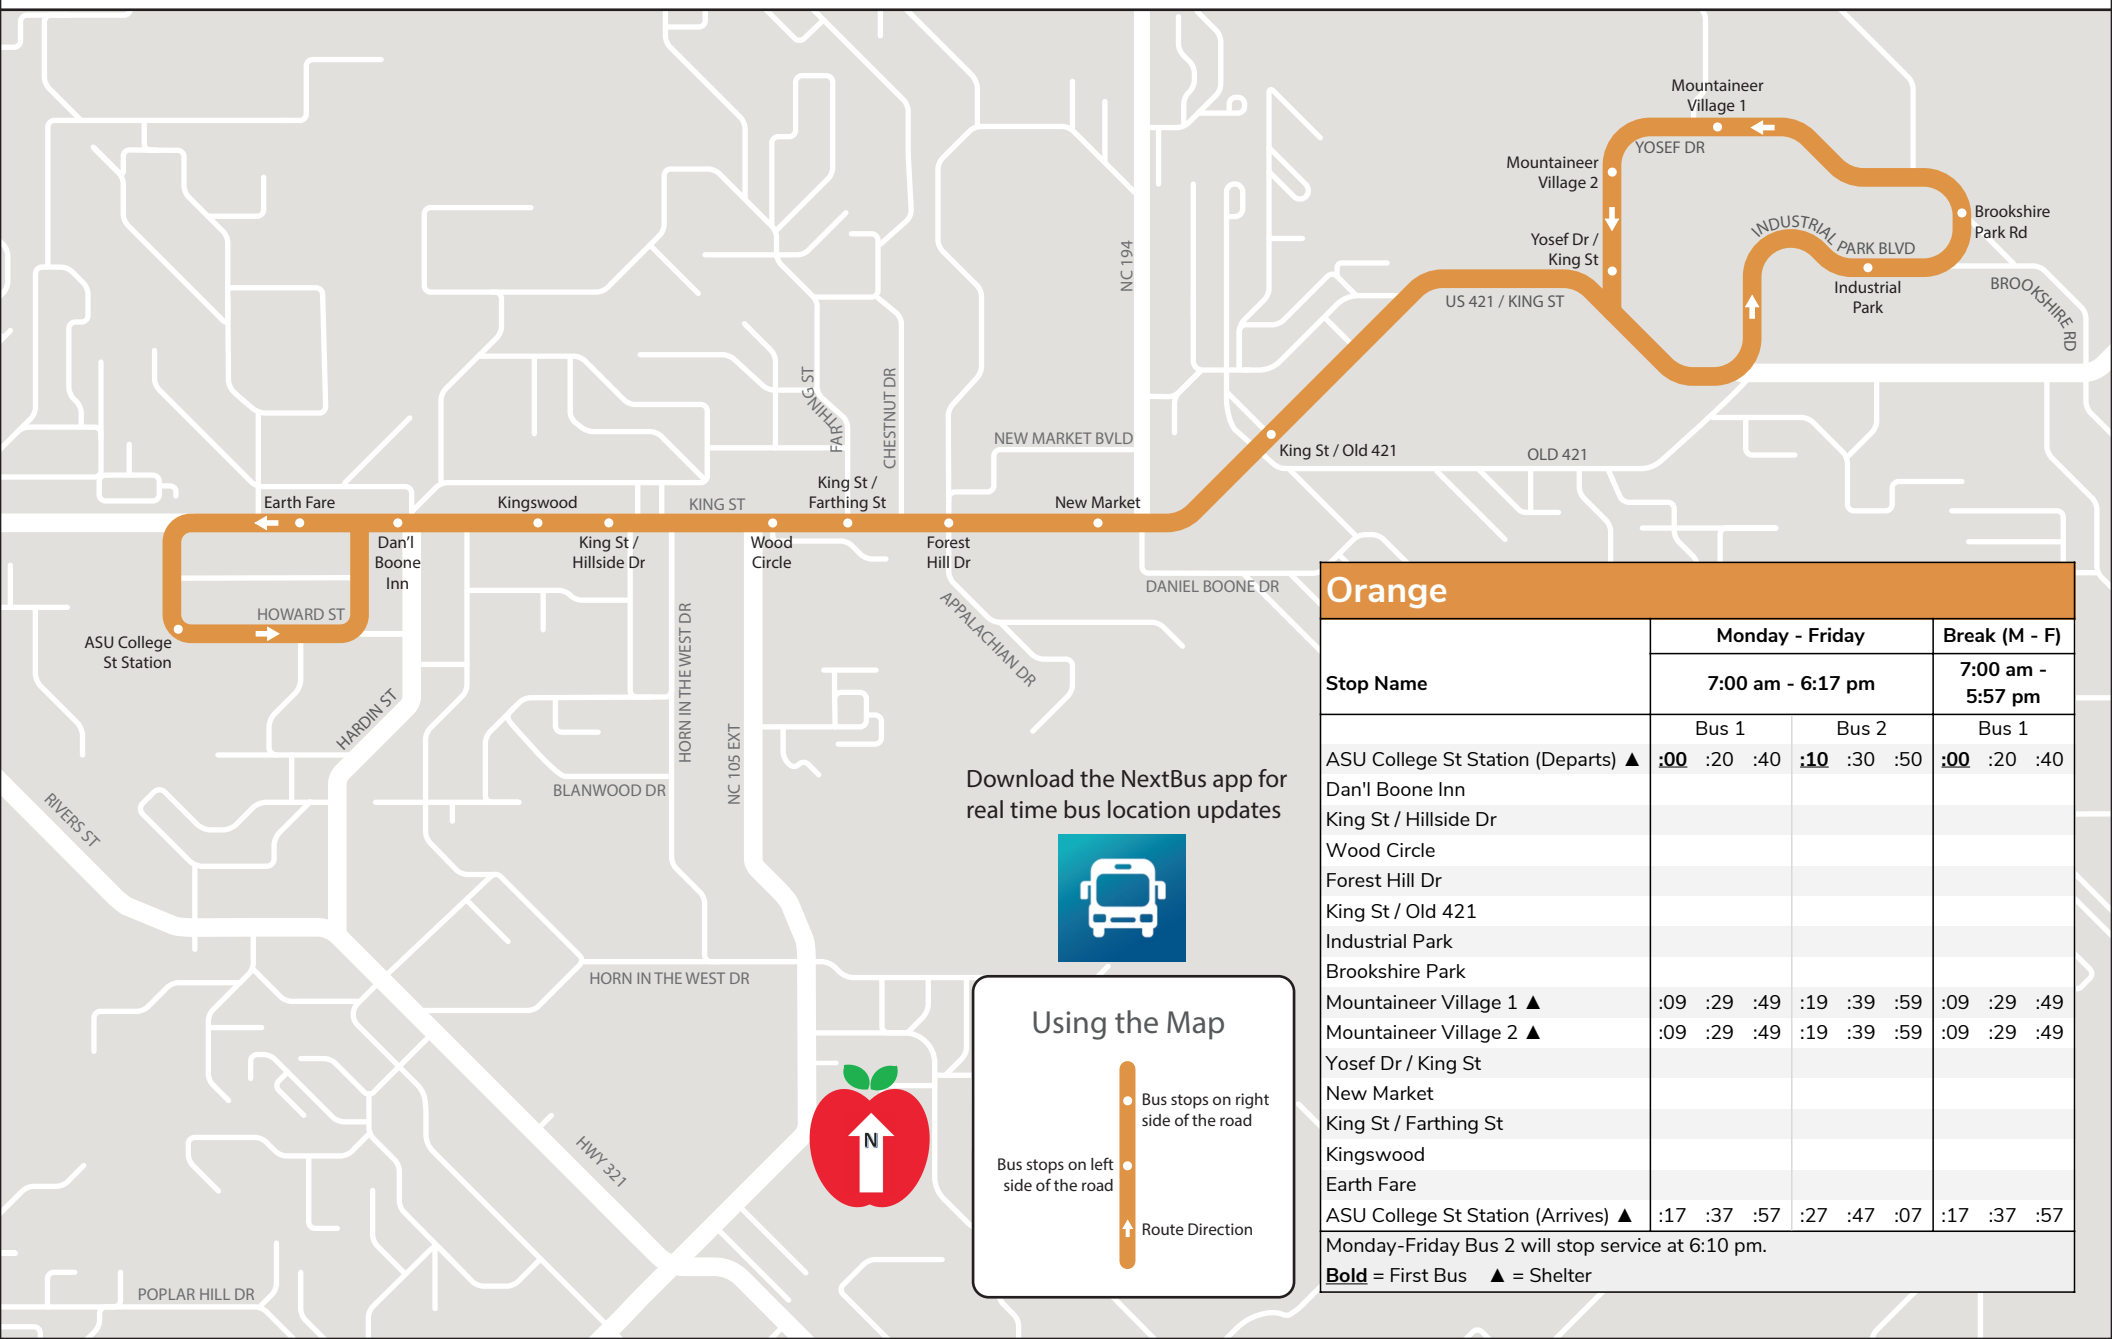 Mountaineer
Village 1
YOSEF DR
Mountaineer
Village 2
Brookshire
Park Rd
INDUSTRIAL PARK BLVD
Yosef Dr /
King St
NC 194
US 421 / KING ST
Industrial
Park
BROOKSHIRE RD
FARTHING ST
CHESTNUT DR
NEW MARKET BVLD
King St / Old 421
OLD 421
Earth Fare
Kingswood
KING ST
King St /
Farthing St
New Market
Dan'l
Boone
Inn
King St /
Hillside Dr
Wood
Circle
Forest
Hill Dr
DANIEL BOONE DR
HOWARD ST
ASU College
St Station
APPALACHIAN DR
HORN IN THE WEST DR
HARDIN ST
NC 105 EXT
BLANWOOD DR
RIVERS ST
HORN IN THE WEST DR
HWY 321
POPLAR HILL DR
N
Download the NextBus app for
real time bus location updates
Using the Map
Bus stops on right
side of the road
Bus stops on left
side of the road
Route Direction
Orange
Monday - Friday Break (M - F)
Stop Name 7:00 am - 6:17 pm 7:00 am -
5:57 pm
Bus 1 Bus 2 Bus 1
ASU College St Station (Departs) ▲ :00 :20 :40 :10 :30 :50 :00 :20 :40
Dan'l Boone Inn
King St / Hillside Dr
Wood Circle
Forest Hill Dr
King St / Old 421
Industrial Park
Brookshire Park
Mountaineer Village 1 ▲ :09 :29 :49 :19 :39 :59 :09 :29 :49
Mountaineer Village 2 ▲ :09 :29 :49 :19 :39 :59 :09 :29 :49
Yosef Dr / King St
New Market
King St / Farthing St
Kingswood
Earth Fare
ASU College St Station (Arrives) ▲ :17 :37 :57 :27 :47 :07 :17 :37 :57
Monday-Friday Bus 2 will stop service at 6:10 pm.
Bold = First Bus ▲ = Shelter